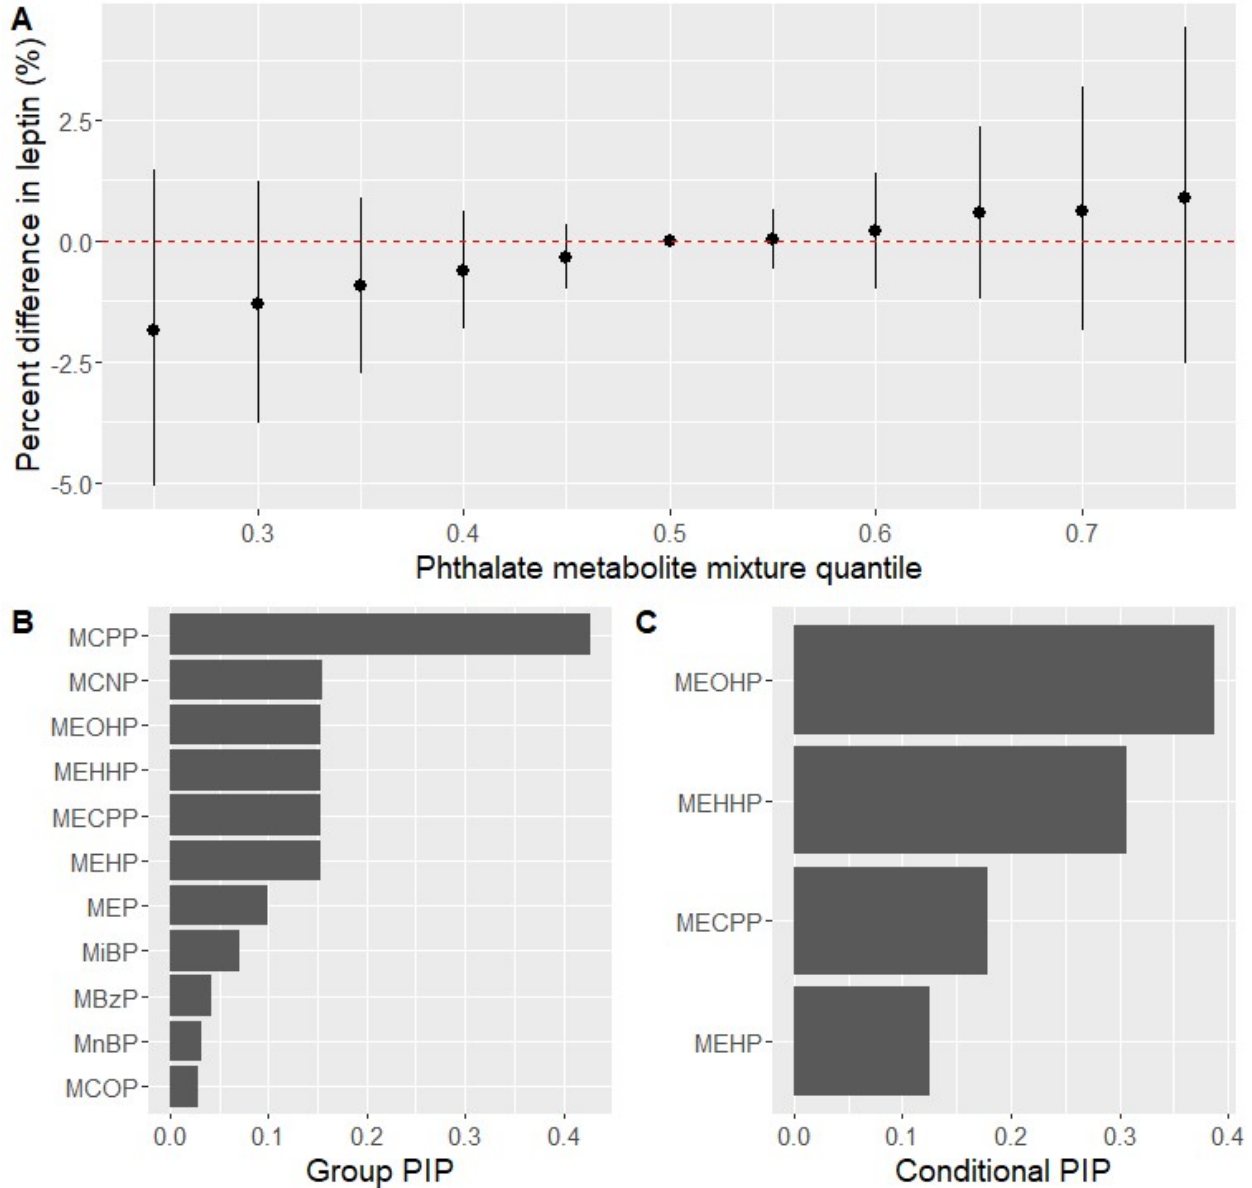 A
Percent difference in leptin (%)
2.5
0.0
-2.5
-5.0
0.3 0.4 0.5 0.6 0.7
Phthalate metabolite mixture quantile
B
MCPP
MCNP
MEOHP
MEHHP
MECPP
MEHP
MEP
MiBP
MBzP
MnBP
MCOP
0.0 0.1 0.2 0.3 0.4
Group PIP
C
MEOHP
MEHHP
MECPP
MEHP
0.0 0.1 0.2 0.3 0.4
Conditional PIP